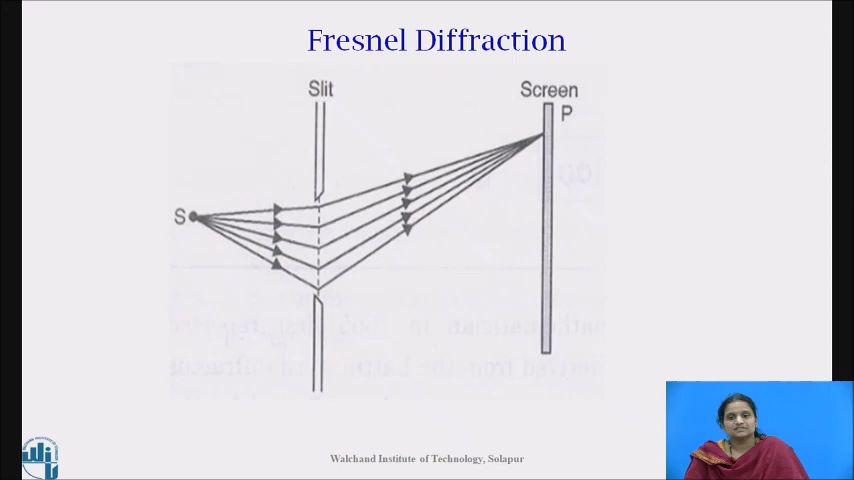 Fresnel Diffraction
Slit
Screen
P
S
Walchand Institute of Technology, Solapur